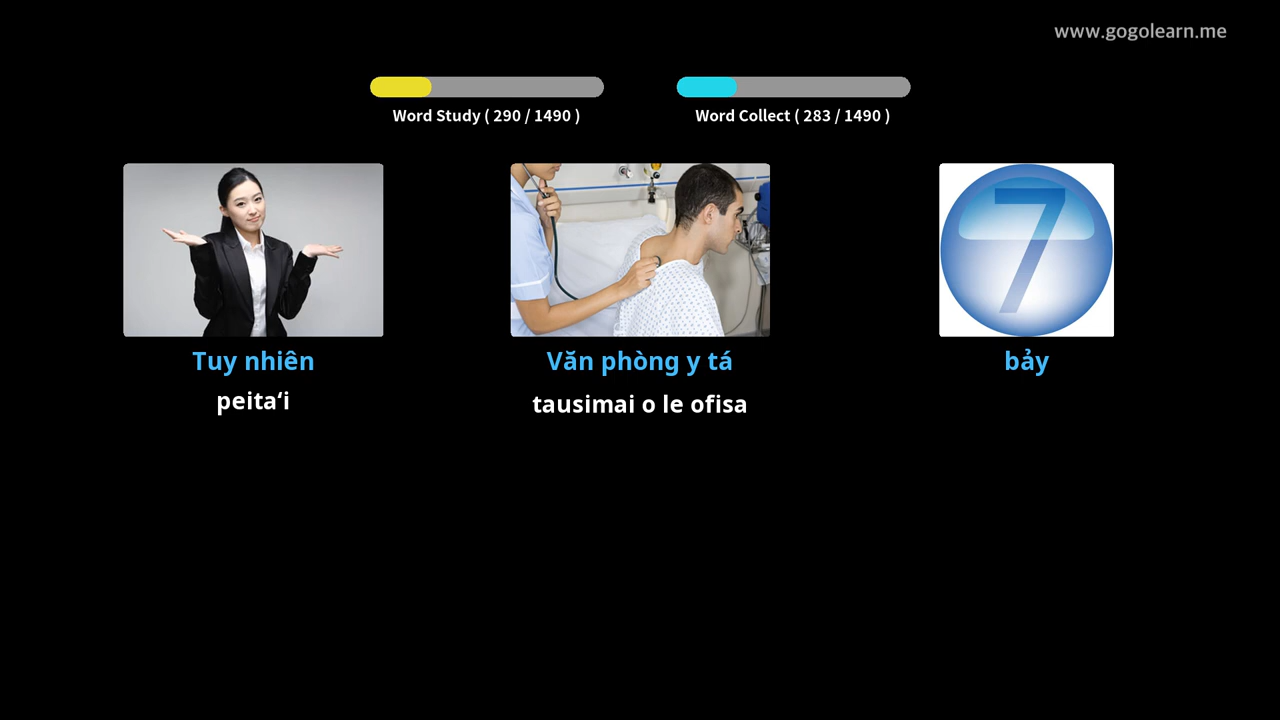 www.gogolearn.me
Word Study ( 290 / 1490 )
Word Collect ( 283 / 1490 )
7
Tuy nhiên
Văn phòng y tá
bảy
peitaʻi
tausimai o le ofisa